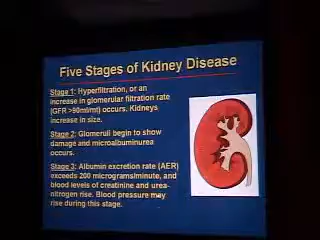 Five Stages of Kidney Disease
Stage 1: Hyperfiltration, or an
increase in glomerular filtration rate
(GFR >90ml/mt) occurs. Kidneys
increase in size.
Stage 2: Glomeruli begin to show
damage and microalbuminurea
occurs.
Stage 3: Albumin excretion rate (AER)
exceeds 200 micrograms/minute, and
blood levels of creatinine and urea-
nitrogen rise. Blood pressure may
rise during this stage.